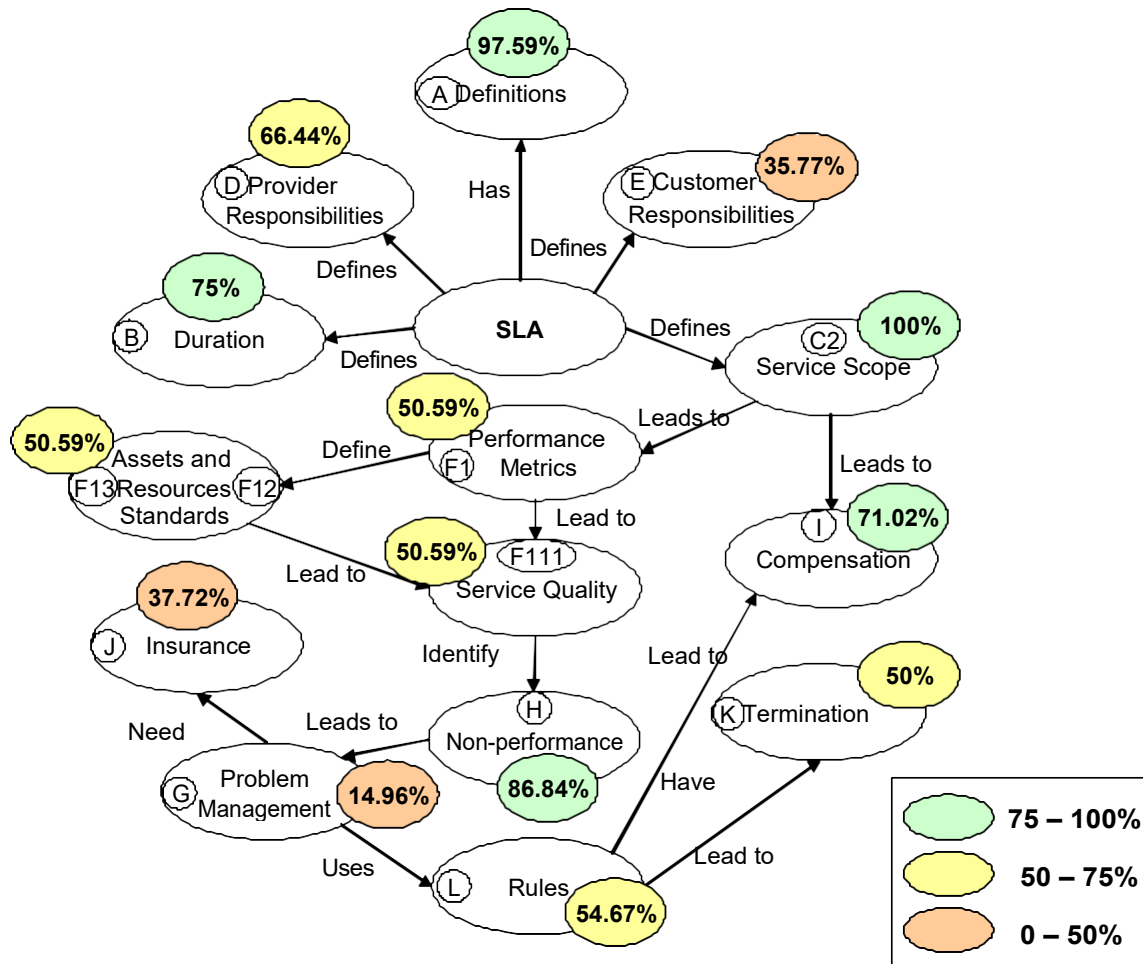 97.59%
A Definitions
66.44%
D Provider
Responsibilities
35.77%
E Customer
Responsibilities
Has
Defines
Defines
75%
B Duration
Defines
SLA
Defines
100%
C2
Service Scope
50.59%
Performance
Metrics
F1
Leads to
50.59%
Assets and
F13 Resources F12
Standards
Define
Leads to
Lead to
71.02%
I
Compensation
50.59%
F111
Service Quality
Lead to
37.72%
J Insurance
Identify
Lead to
50%
K Termination
H
Non-performance
86.84%
Leads to
Need
G Problem
Management
14.96%
Have
Uses
L Rules
54.67%
Lead to
75 – 100%
50 – 75%
0 – 50%